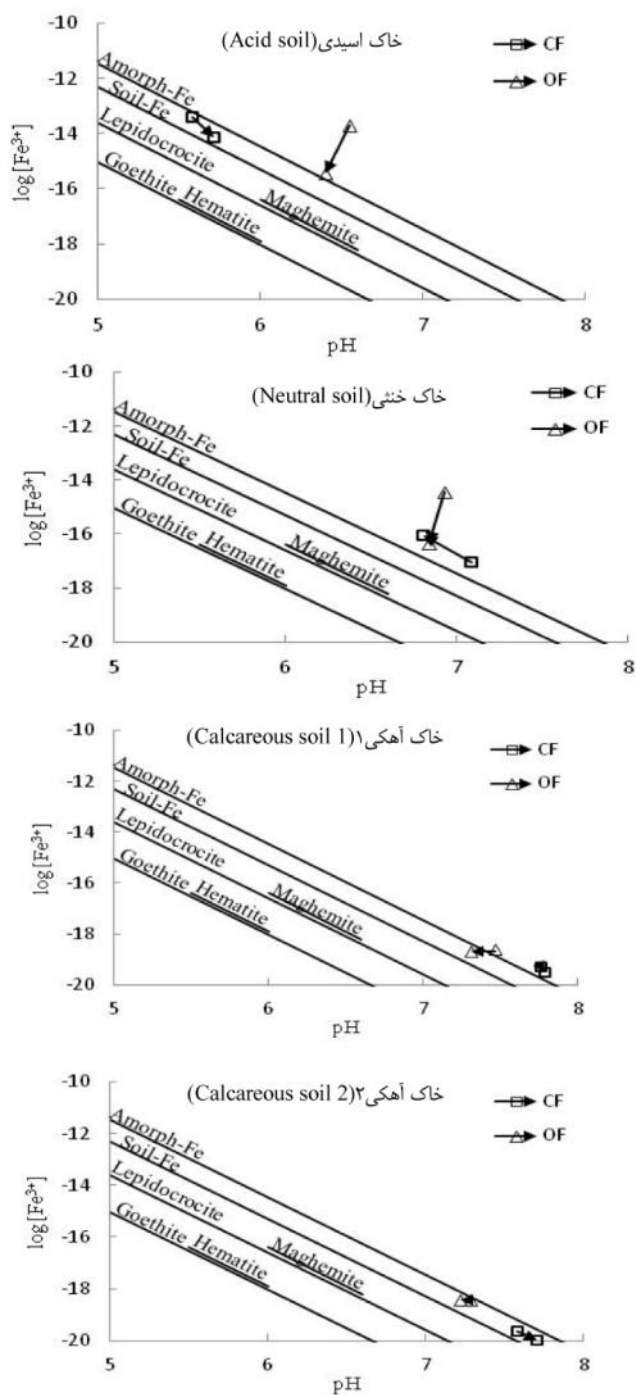 -10
خاک اسیدی(Acid soil)
CF
OF
-12
-14
-16
-18
-20
log[Fe³⁺]
Amorph-Fe
Soil-Fe
Lepidocrocite
Goethite Hematite
Maghemite
5 6 7 8
pH
-10
خاک خنثی(Neutral soil)
CF
OF
-12
-14
-16
-18
-20
log[Fe³⁺]
Amorph-Fe
Soil-Fe
Lepidocrocite
Goethite Hematite
Maghemite
5 6 7 8
pH
-10
خاک آهکی۱(Calcareous soil 1)
CF
OF
-12
-14
-16
-18
-20
log[Fe³⁺]
Amorph-Fe
Soil-Fe
Lepidocrocite
Goethite Hematite
Maghemite
5 6 7 8
pH
-10
خاک آهکی۲(Calcareous soil 2)
CF
OF
-12
-14
-16
-18
-20
log[Fe³⁺]
Amorph-Fe
Soil-Fe
Lepidocrocite
Goethite Hematite
Maghemite
5 6 7 8
pH